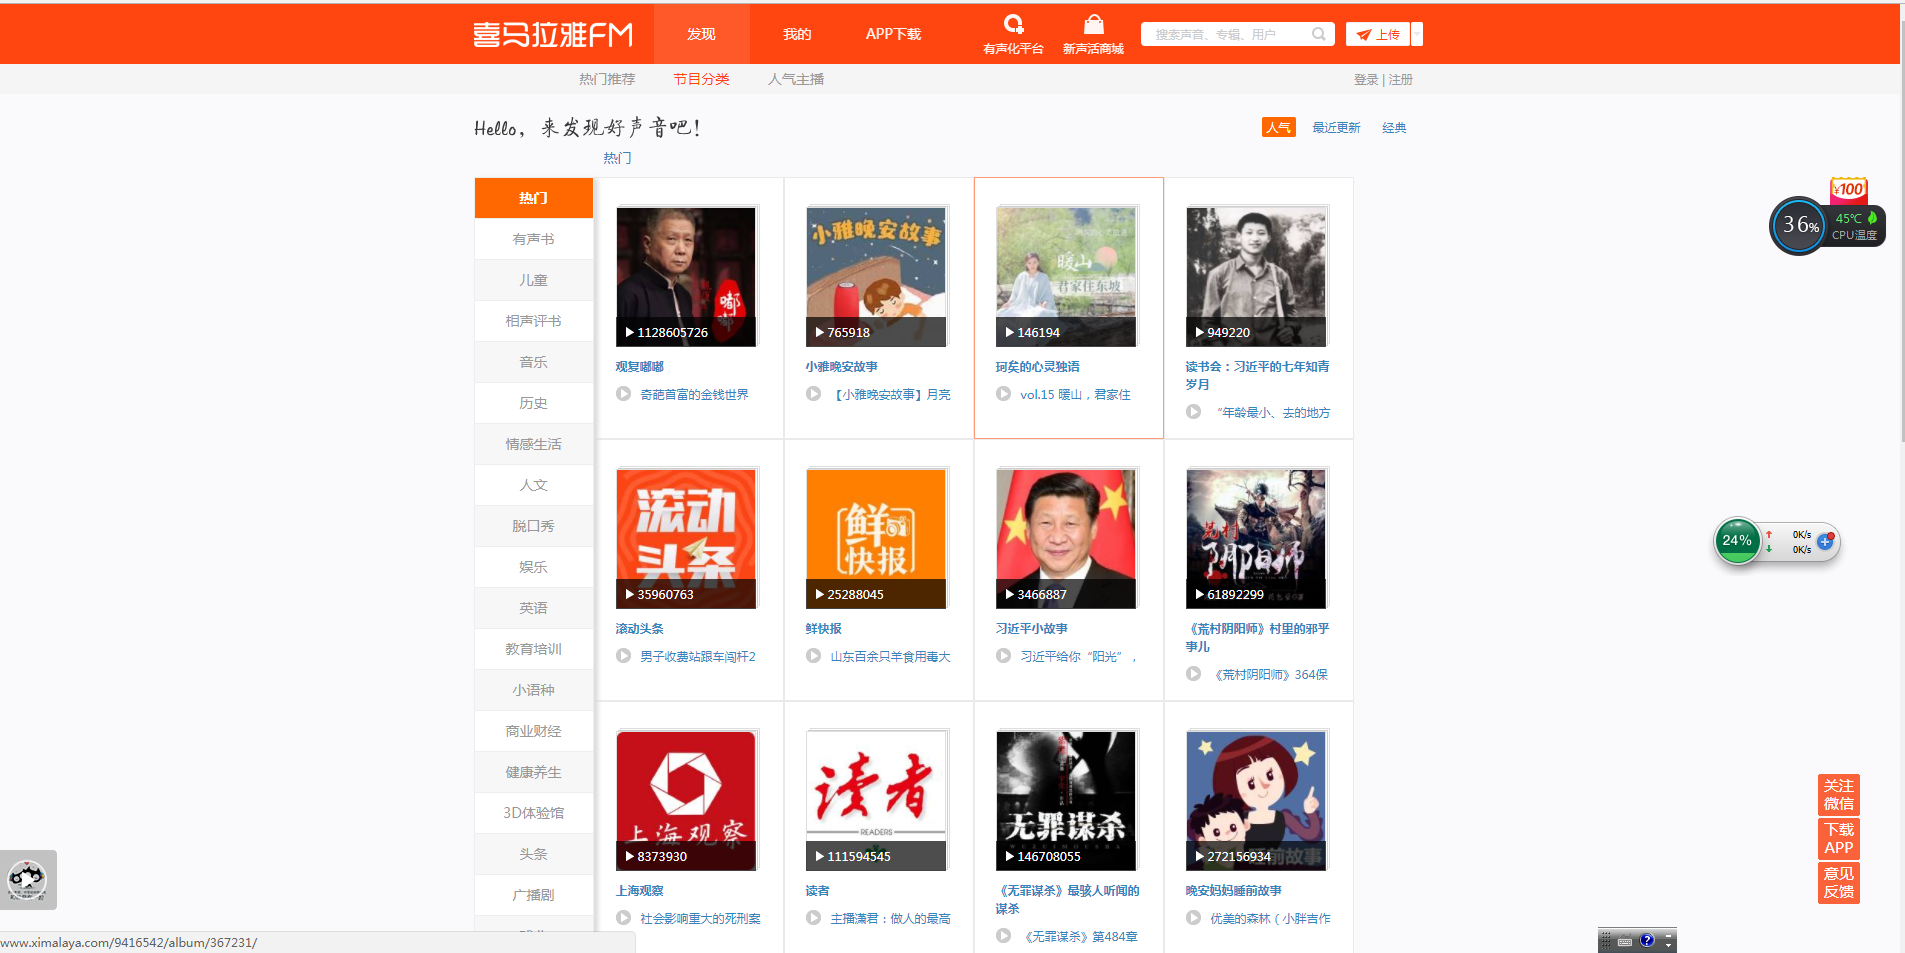 喜马拉雅FM
发现
我的
APP下载
有声化平台
新声活商城
搜索声音、专辑、用户
上传
热门推荐
节目分类
人气主播
登录 | 注册
Hello，来发现好声音吧！
人气
最近更新
经典
热门
热门
有声书
儿童
相声评书
音乐
历史
情感生活
人文
脱口秀
娱乐
英语
教育培训
小语种
商业财经
健康养生
3D体验馆
头条
广播剧
嘟嘟
1128605726
观复嘟嘟
奇葩首富的金钱世界
小雅晚安故事
765918
小雅晚安故事
【小雅晚安故事】月亮
暖山
君家住东坡
146194
珂矣的心灵独语
vol.15 暖山，君家住
949220
读书会：习近平的七年知青
岁月
“年龄最小、去的地方
滚动
头条
35960763
滚动头条
男子收费站跟车闯杆2
鲜
快报
25288045
鲜快报
山东百余只羊食用毒大
3466887
习近平小故事
习近平给你“阳光”，
荒村
阴阳师
61892299
《荒村阴阳师》村里的邪乎
事儿
《荒村阴阳师》364保
上海观察
8373930
上海观察
社会影响重大的死刑案
读者
READERS
111594545
读者
主播潇君：做人的最高
无罪谋杀
WUZUIMOUSHA
146708055
《无罪谋杀》最骇人听闻的
谋杀
《无罪谋杀》第484章
睡前故事
272156934
晚安妈妈睡前故事
优美的森林（小胖吉作
¥100
36%
45℃
CPU温度
24%
0K/s
0K/s
关注
微信
下载
APP
意见
反馈
www.ximalaya.com/9416542/album/367231/